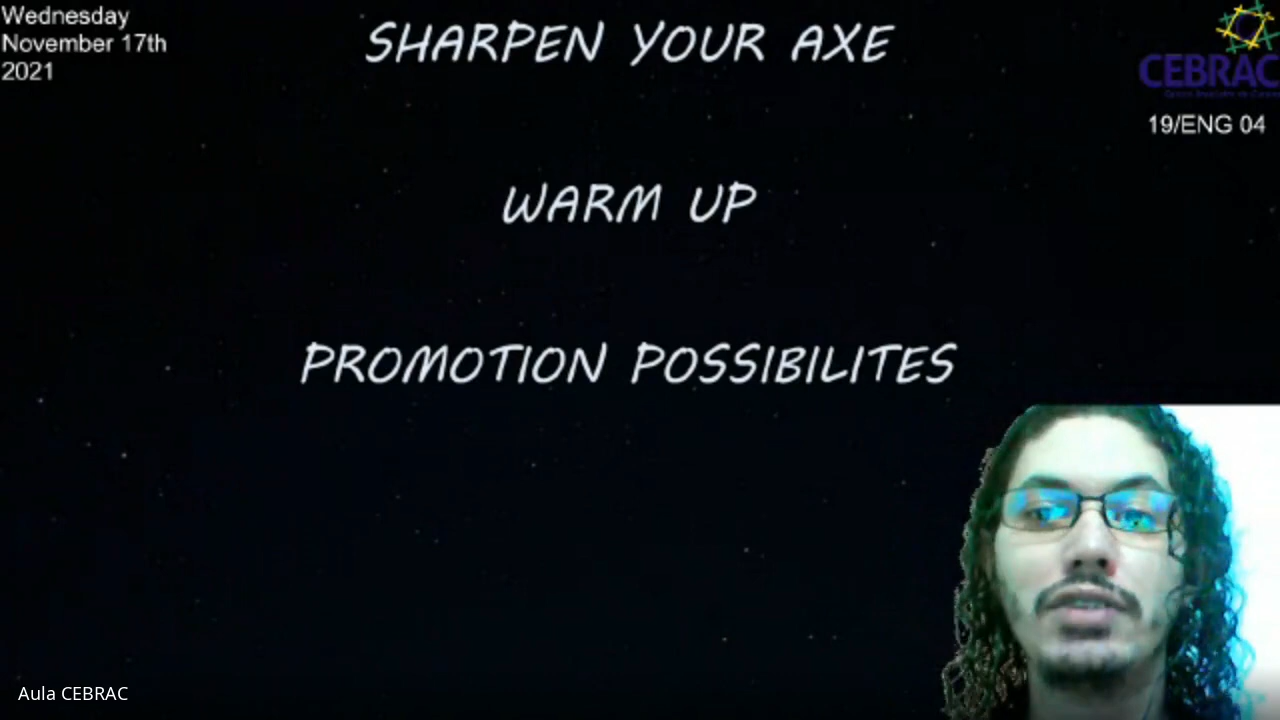 Wednesday
November 17th
2021
SHARPEN YOUR AXE
CEBRAC
19/ENG 04
WARM UP
PROMOTION POSSIBILITES
Aula CEBRAC